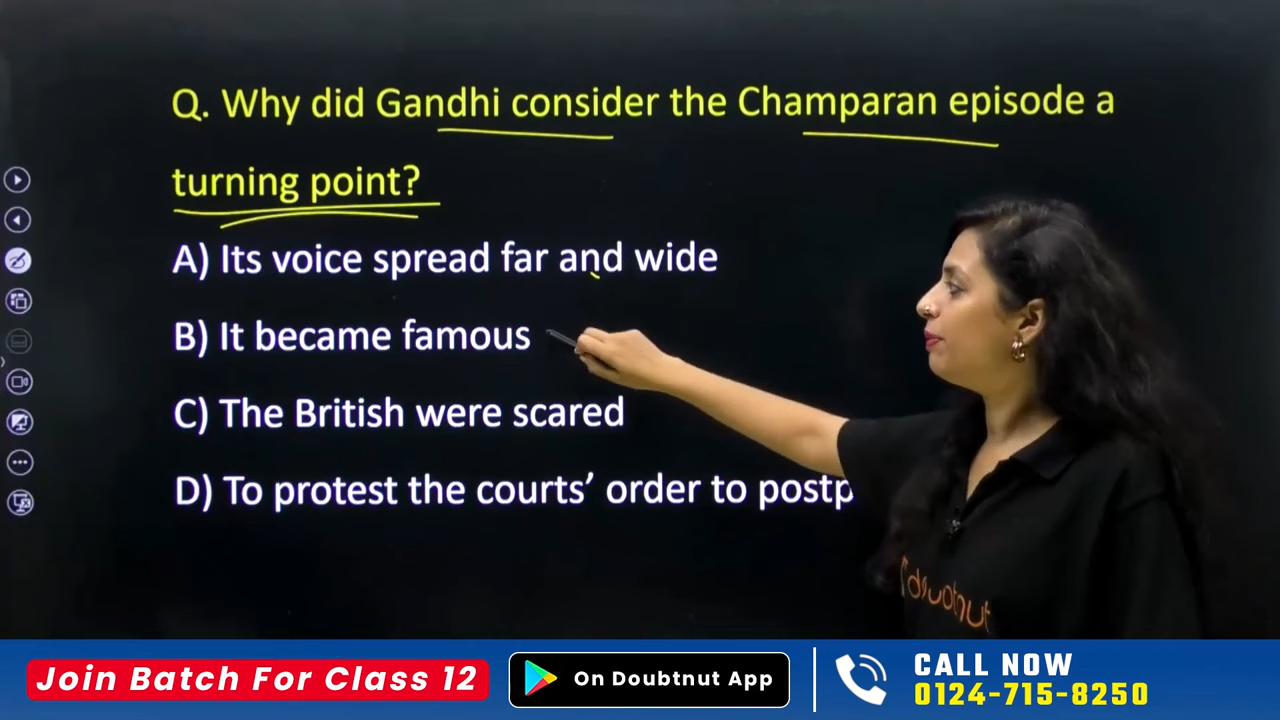 Q. Why did Gandhi consider the Champaran episode a
turning point?
A) Its voice spread far and wide
B) It became famous
C) The British were scared
D) To protest the courts’ order to postp
doubtnut
Join Batch For Class 12
On Doubtnut App
CALL NOW
0124-715-8250